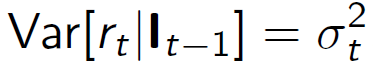 Var[r_t|I_{t−1}] = σ_t^2